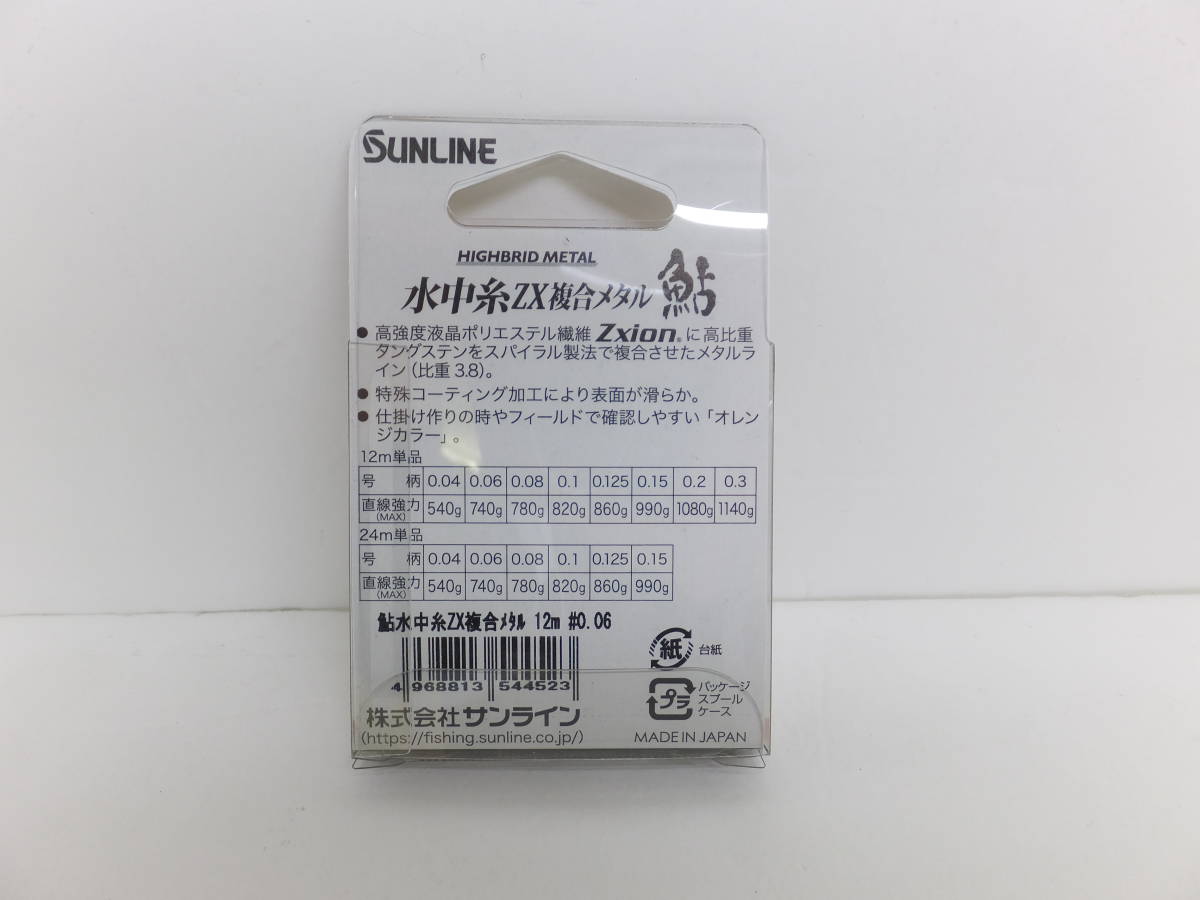 SUNLINE
HIGHBRID METAL
水中糸ZX複合メタル 鮎
● 高強度液晶ポリエステル繊維 Zxion® に高比重
タングステンをスパイラル製法で複合させたメタルラ
イン（比重3.8）。
● 特殊コーティング加工により表面が滑らか。
● 仕掛け作りの時やフィールドで確認しやすい「オレン
ジカラー」。
12m単品
号 柄 0.04 0.06 0.08 0.1 0.125 0.15 0.2 0.3
直線強力 540g 740g 780g 820g 860g 990g 1080g 1140g
(MAX)
24m単品
号 柄 0.04 0.06 0.08 0.1 0.125 0.15
直線強力 540g 740g 780g 820g 860g 990g
(MAX)
鮎水中糸ZX複合ﾒﾀﾙ 12m #0.06
4 968813 544523
紙 台紙
プラ パッケージ
スプール
ケース
株式会社サンライン
(https://fishing.sunline.co.jp/)
MADE IN JAPAN